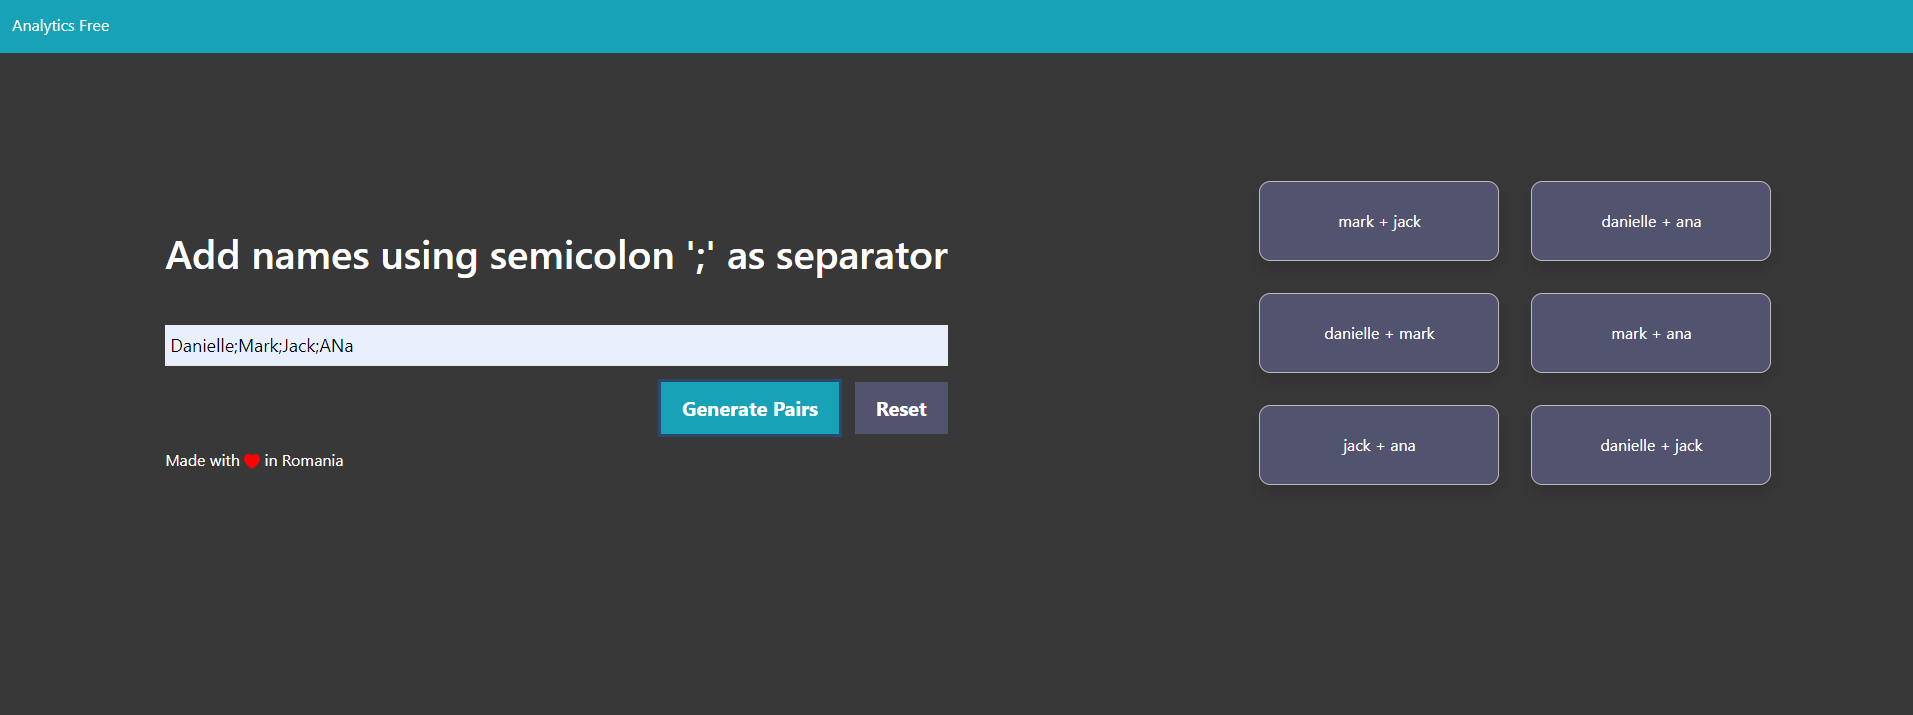 Analytics Free
Add names using semicolon ';' as separator
Danielle;Mark;Jack;ANa
Generate Pairs
Reset
Made with in Romania
mark + jack
danielle + ana
danielle + mark
mark + ana
jack + ana
danielle + jack